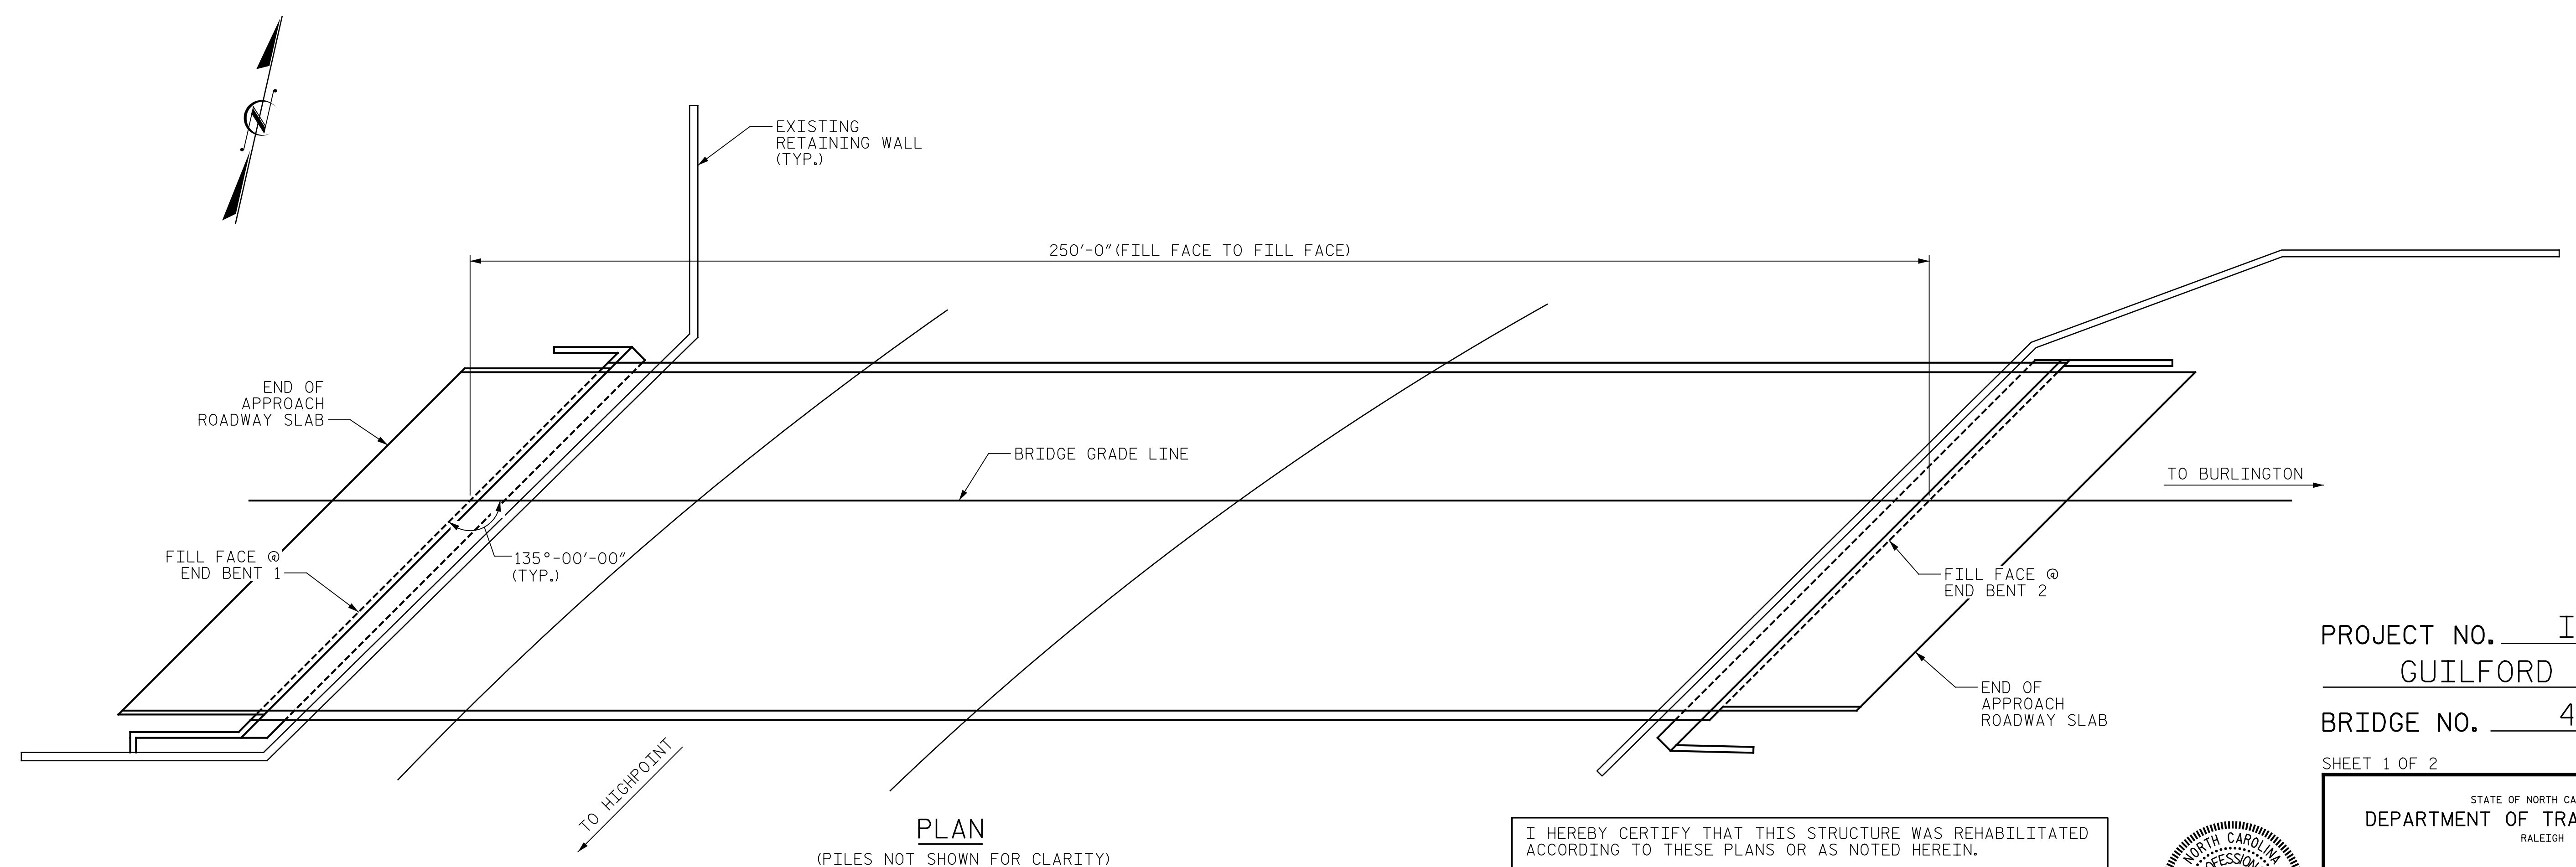 N
EXISTING
RETAINING WALL
(TYP.)
250'-0"(FILL FACE TO FILL FACE)
END OF
APPROACH
ROADWAY SLAB
BRIDGE GRADE LINE
TO BURLINGTON
FILL FACE @
END BENT 1
135°-00'-00"
(TYP.)
FILL FACE @
END BENT 2
END OF
APPROACH
ROADWAY SLAB
TO HIGHPOINT
PLAN
(PILES NOT SHOWN FOR CLARITY)
I HEREBY CERTIFY THAT THIS STRUCTURE WAS REHABILITATED
ACCORDING TO THESE PLANS OR AS NOTED HEREIN.
NORTH CAROLINA
PROJECT NO. I
GUILFORD
BRIDGE NO. 4
SHEET 1 OF 2
STATE OF NORTH CA
DEPARTMENT OF TRA
RALEIGH